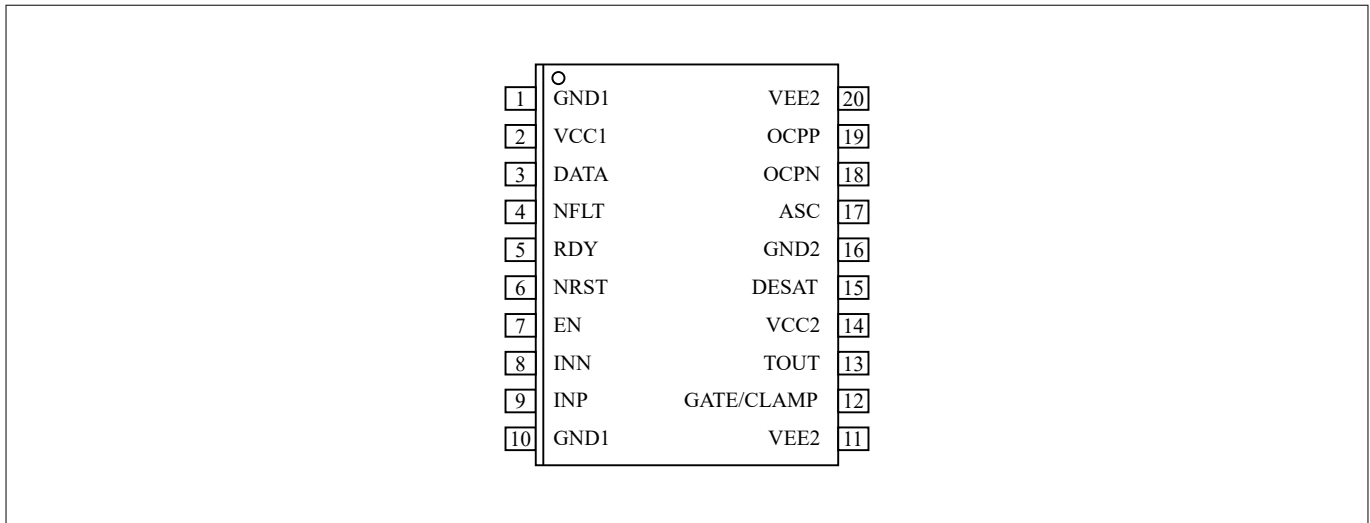 1 GND1 VEE2 20
2 VCC1 OCPP 19
3 DATA OCPN 18
4 NFLT ASC 17
5 RDY GND2 16
6 NRST DESAT 15
7 EN VCC2 14
8 INN TOUT 13
9 INP GATE/CLAMP 12
10 GND1 VEE2 11